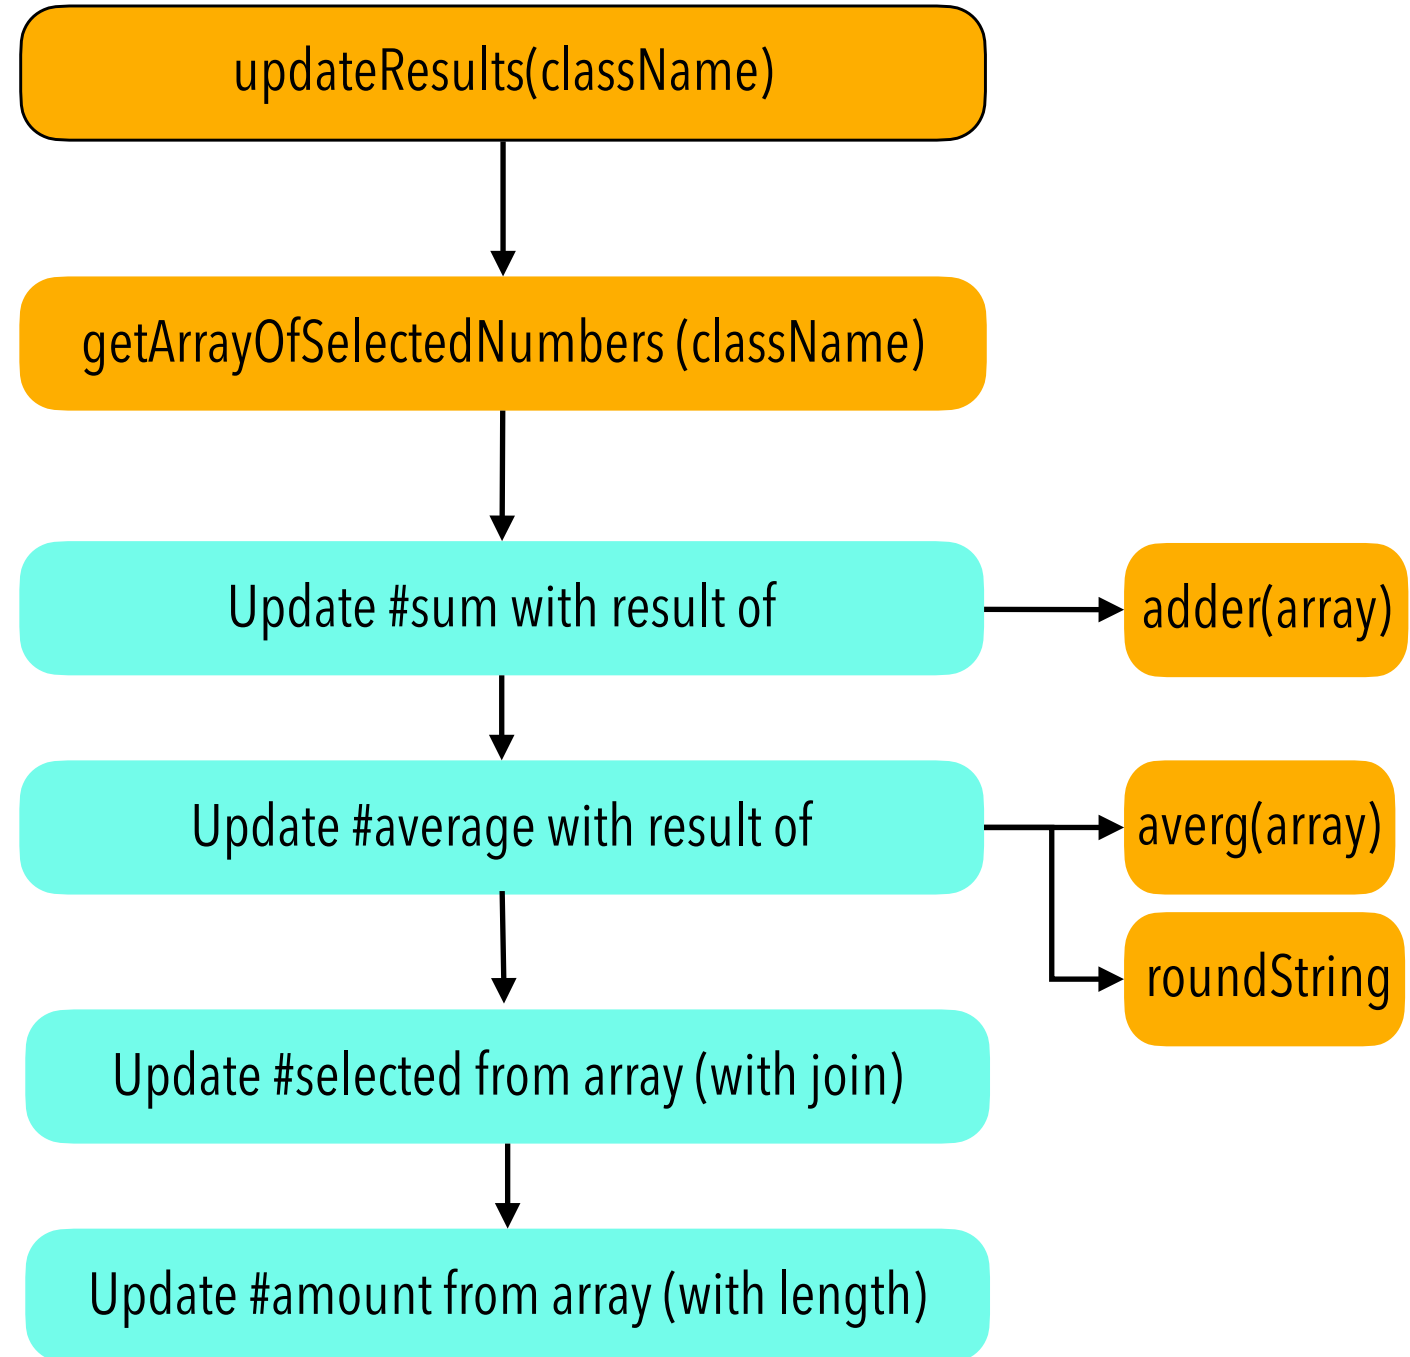 updateResults(className)
getArrayOfSelectedNumbers (className)
Update #sum with result of
adder(array)
Update #average with result of
averg(array)
roundString
Update #selected from array (with join)
Update #amount from array (with length)